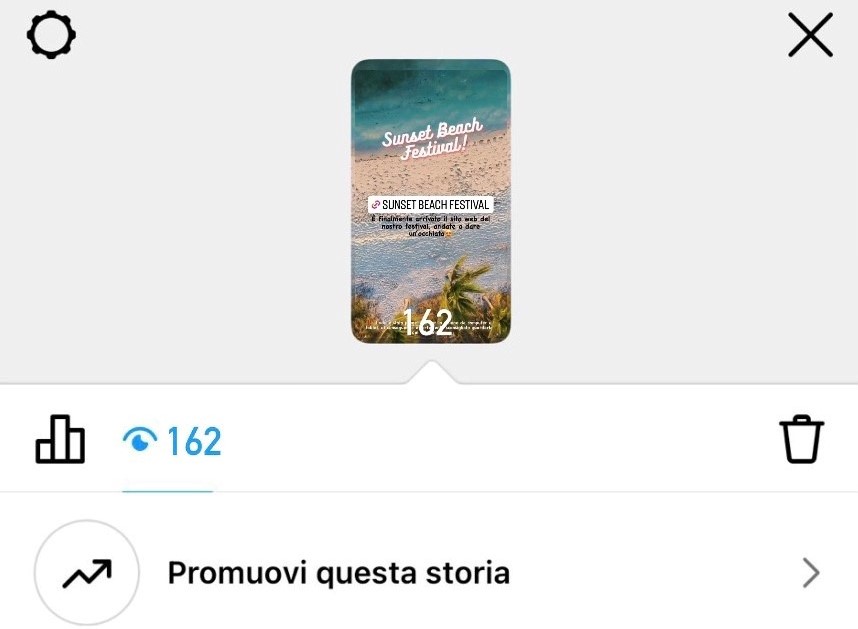 Sunset Beach
Festival!
SUNSET BEACH FESTIVAL
È finalmente arrivato il sito web del
nostro festival, andate a dare
un'occhiata
162
162
Promuovi questa storia